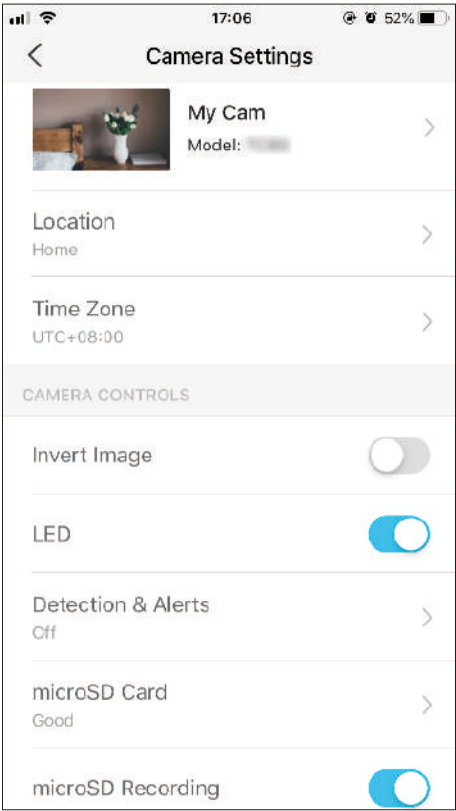 17:06
52%
Camera Settings
My Cam
Model:
Location
Home
Time Zone
UTC+08:00
CAMERA CONTROLS
Invert Image
LED
Detection & Alerts
Off
microSD Card
Good
microSD Recording